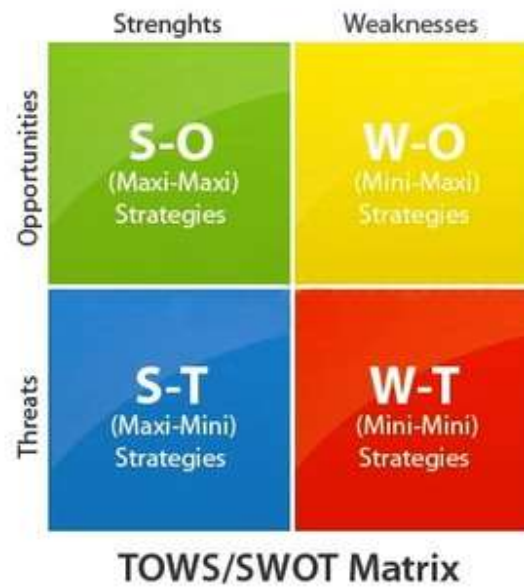 Strenghts
Weaknesses
Opportunities
S-O
(Maxi-Maxi)
Strategies
W-O
(Mini-Maxi)
Strategies
Threats
S-T
(Maxi-Mini)
Strategies
W-T
(Mini-Mini)
Strategies
TOWS/SWOT Matrix